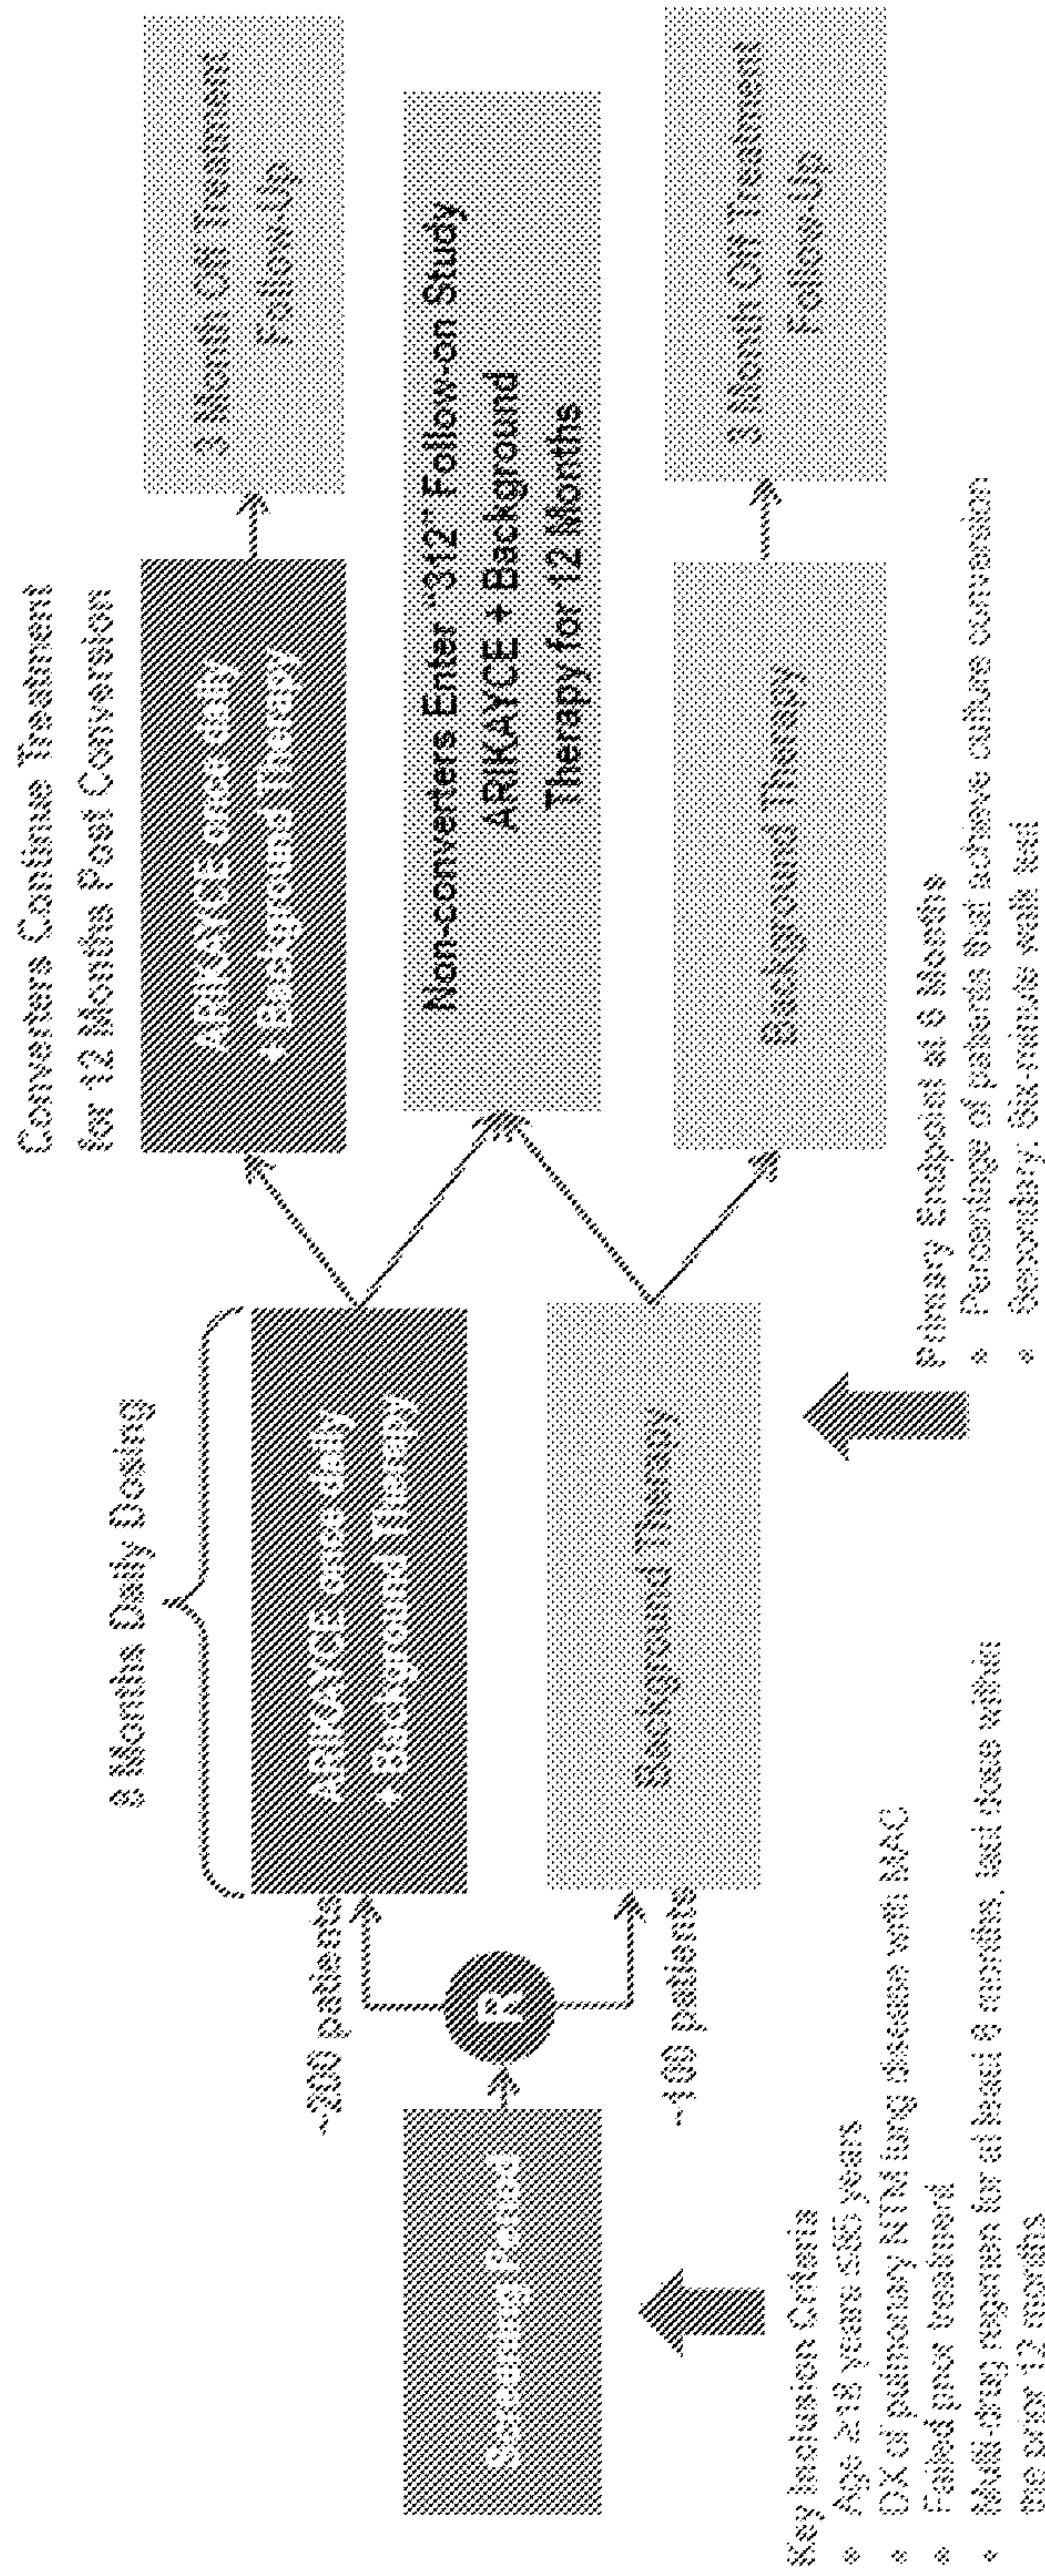 Converters Continue Treatment
for 12 Months Post Conversion
8 Months Daily Dosing
~200 patients
ARIKAYCE once daily
+ Background Therapy
ARIKAYCE once daily
+ Background Therapy
3 Month Off Treatment
Follow-Up
Screening Period
R
Non-converters Enter "312" Follow-on Study
ARIKAYCE + Background
Therapy for 12 Months
~100 patients
Background Therapy
Background Therapy
3 Month Off Treatment
Follow-Up
Key Inclusion Criteria
• Age ≥18 years ≤85 years
• DX of pulmonary NTM lung disease with MAC
• Failed prior treatment
• Multi-drug regimen for at least 6 months, last dose within
the prior 12 months
Primary Endpoint at 6 Months
• Percentage of patients that achieve culture conversion
• Secondary: Six-minute walk test